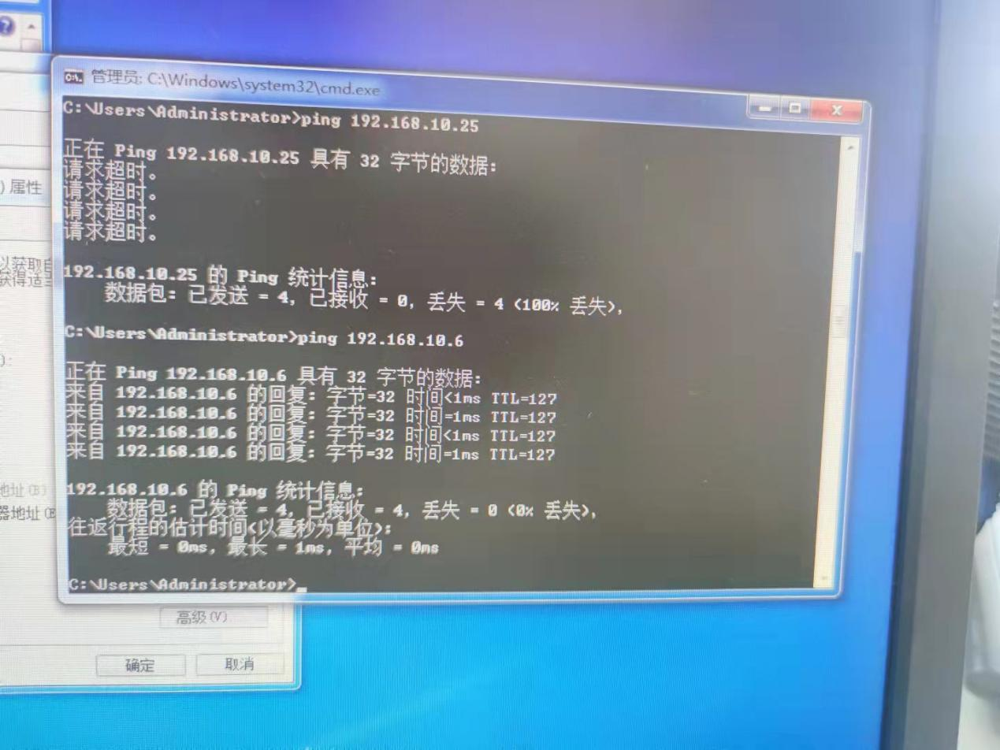 管理员: C:\Windows\system32\cmd.exe
C:\Users\Administrator>ping 192.168.10.25
正在 Ping 192.168.10.25 具有 32 字节的数据:
请求超时。
请求超时。
请求超时。
请求超时。
192.168.10.25 的 Ping 统计信息:
数据包: 已发送 = 4, 已接收 = 0, 丢失 = 4 (100% 丢失),
C:\Users\Administrator>ping 192.168.10.6
正在 Ping 192.168.10.6 具有 32 字节的数据:
来自 192.168.10.6 的回复: 字节=32 时间<1ms TTL=127
来自 192.168.10.6 的回复: 字节=32 时间=1ms TTL=127
来自 192.168.10.6 的回复: 字节=32 时间<1ms TTL=127
来自 192.168.10.6 的回复: 字节=32 时间=1ms TTL=127
192.168.10.6 的 Ping 统计信息:
数据包: 已发送 = 4, 已接收 = 4, 丢失 = 0 (0% 丢失),
往返行程的估计时间(以毫秒为单位):
最短 = 0ms, 最长 = 1ms, 平均 = 0ms
C:\Users\Administrator>
) 属性
以获取自
获得适当
):
地址(B)
器地址(E
高级(V)
确定
取消